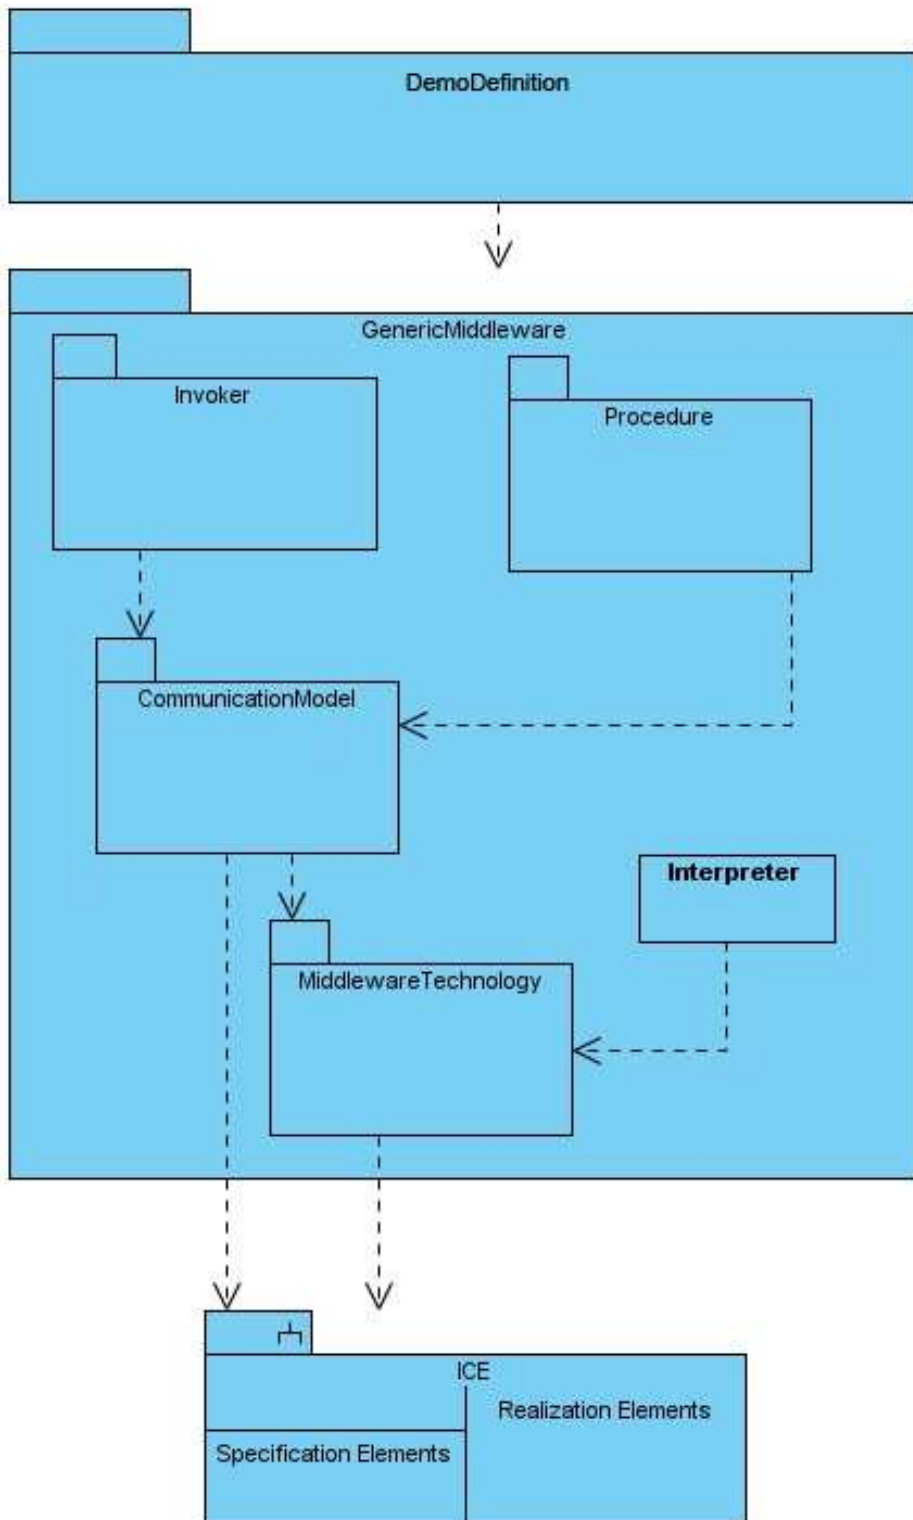 DemoDefinition
GenericMiddleware
Invoker
Procedure
CommunicationModel
Interpreter
MiddlewareTechnology
ICE
Realization Elements
Specification Elements